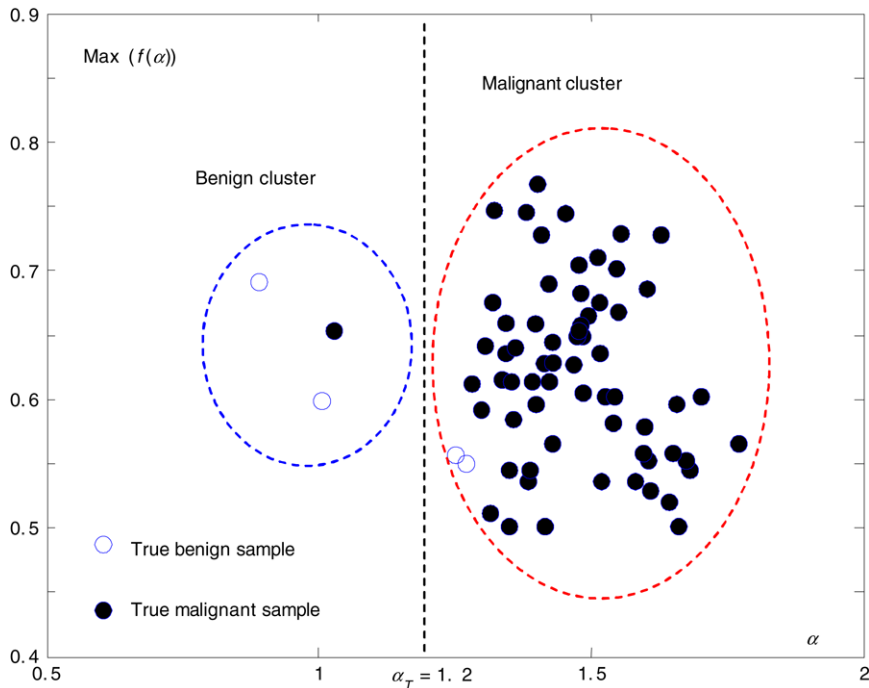 0.9
Max (f(α))
Malignant cluster
0.8
Benign cluster
0.7
0.6
0.5
True benign sample
True malignant sample
α
0.4
0.5
1
α_T = 1. 2
1.5
2